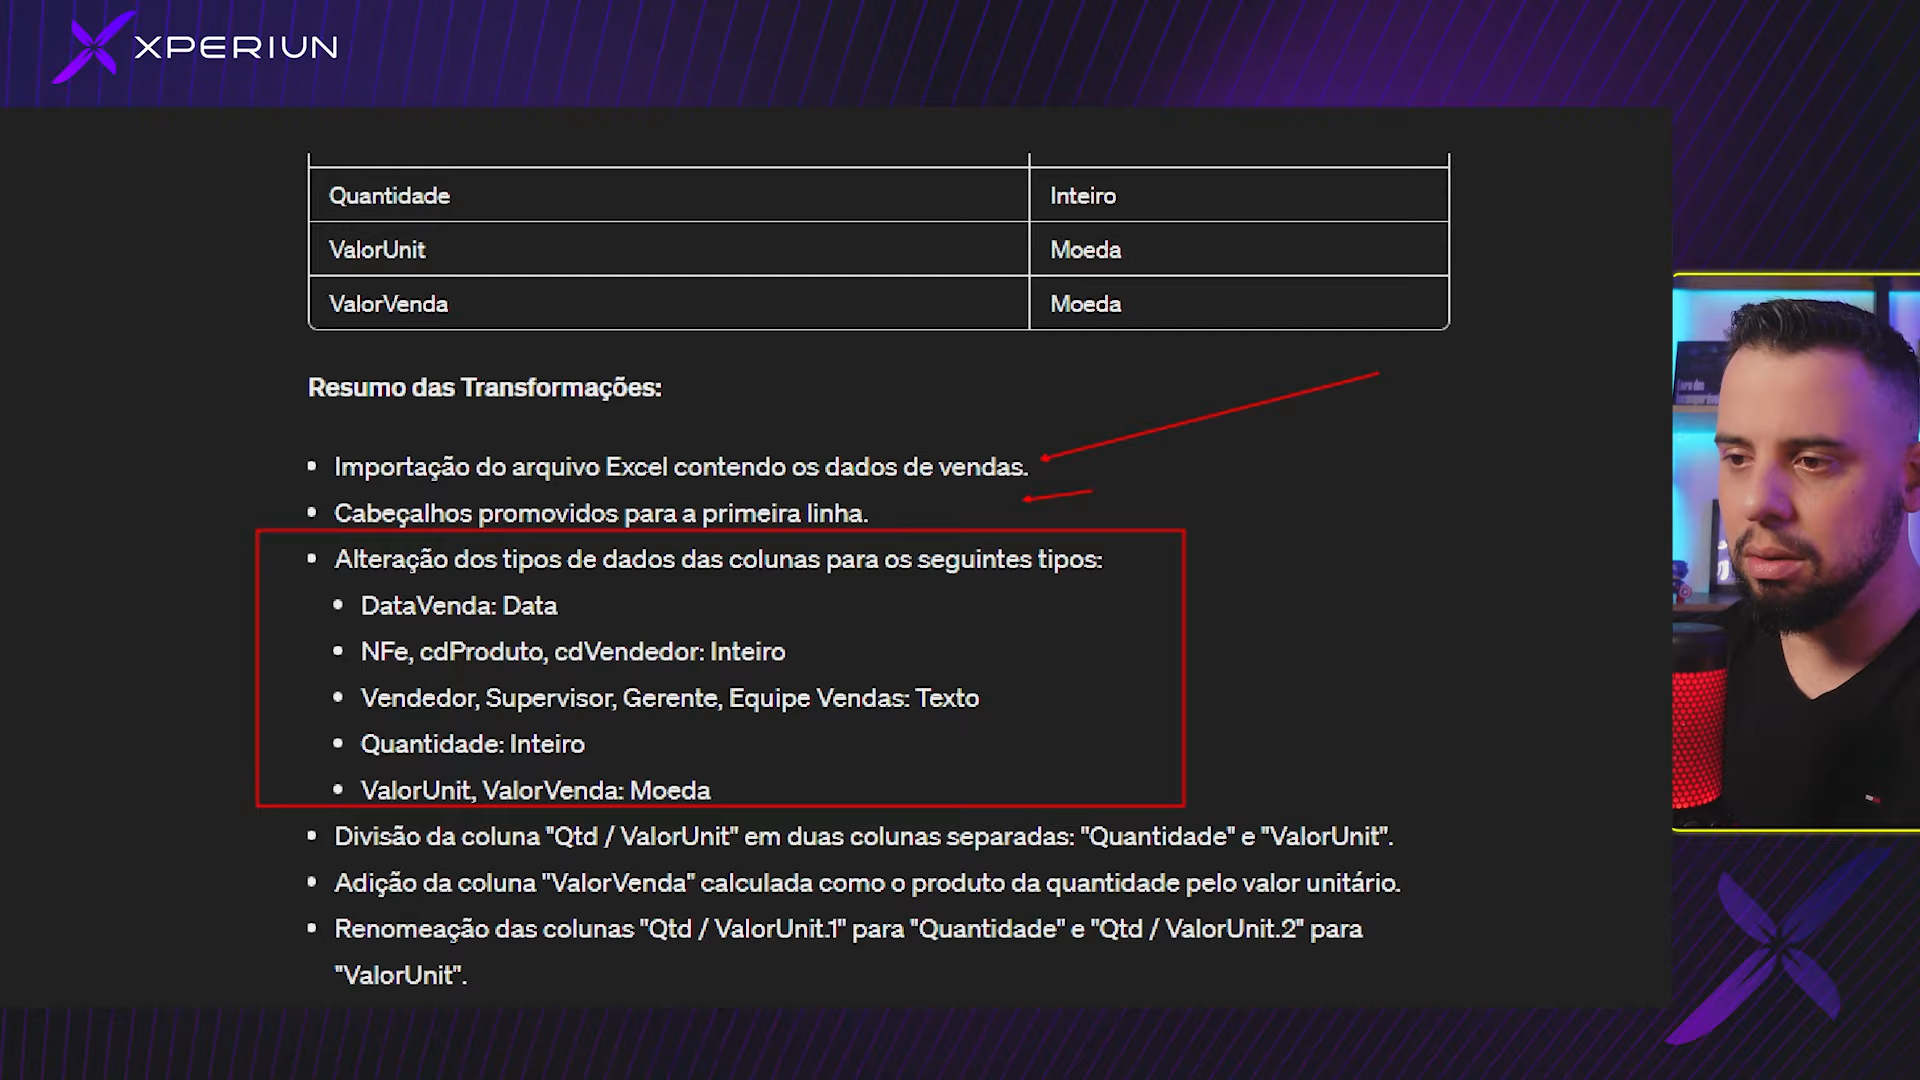 XPERIUN
Quantidade Inteiro
ValorUnit Moeda
ValorVenda Moeda
Resumo das Transformações:
• Importação do arquivo Excel contendo os dados de vendas.
• Cabeçalhos promovidos para a primeira linha.
• Alteração dos tipos de dados das colunas para os seguintes tipos:
• DataVenda: Data
• NFe, cdProduto, cdVendedor: Inteiro
• Vendedor, Supervisor, Gerente, Equipe Vendas: Texto
• Quantidade: Inteiro
• ValorUnit, ValorVenda: Moeda
• Divisão da coluna "Qtd / ValorUnit" em duas colunas separadas: "Quantidade" e "ValorUnit".
• Adição da coluna "ValorVenda" calculada como o produto da quantidade pelo valor unitário.
• Renomeação das colunas "Qtd / ValorUnit.1" para "Quantidade" e "Qtd / ValorUnit.2" para
"ValorUnit".